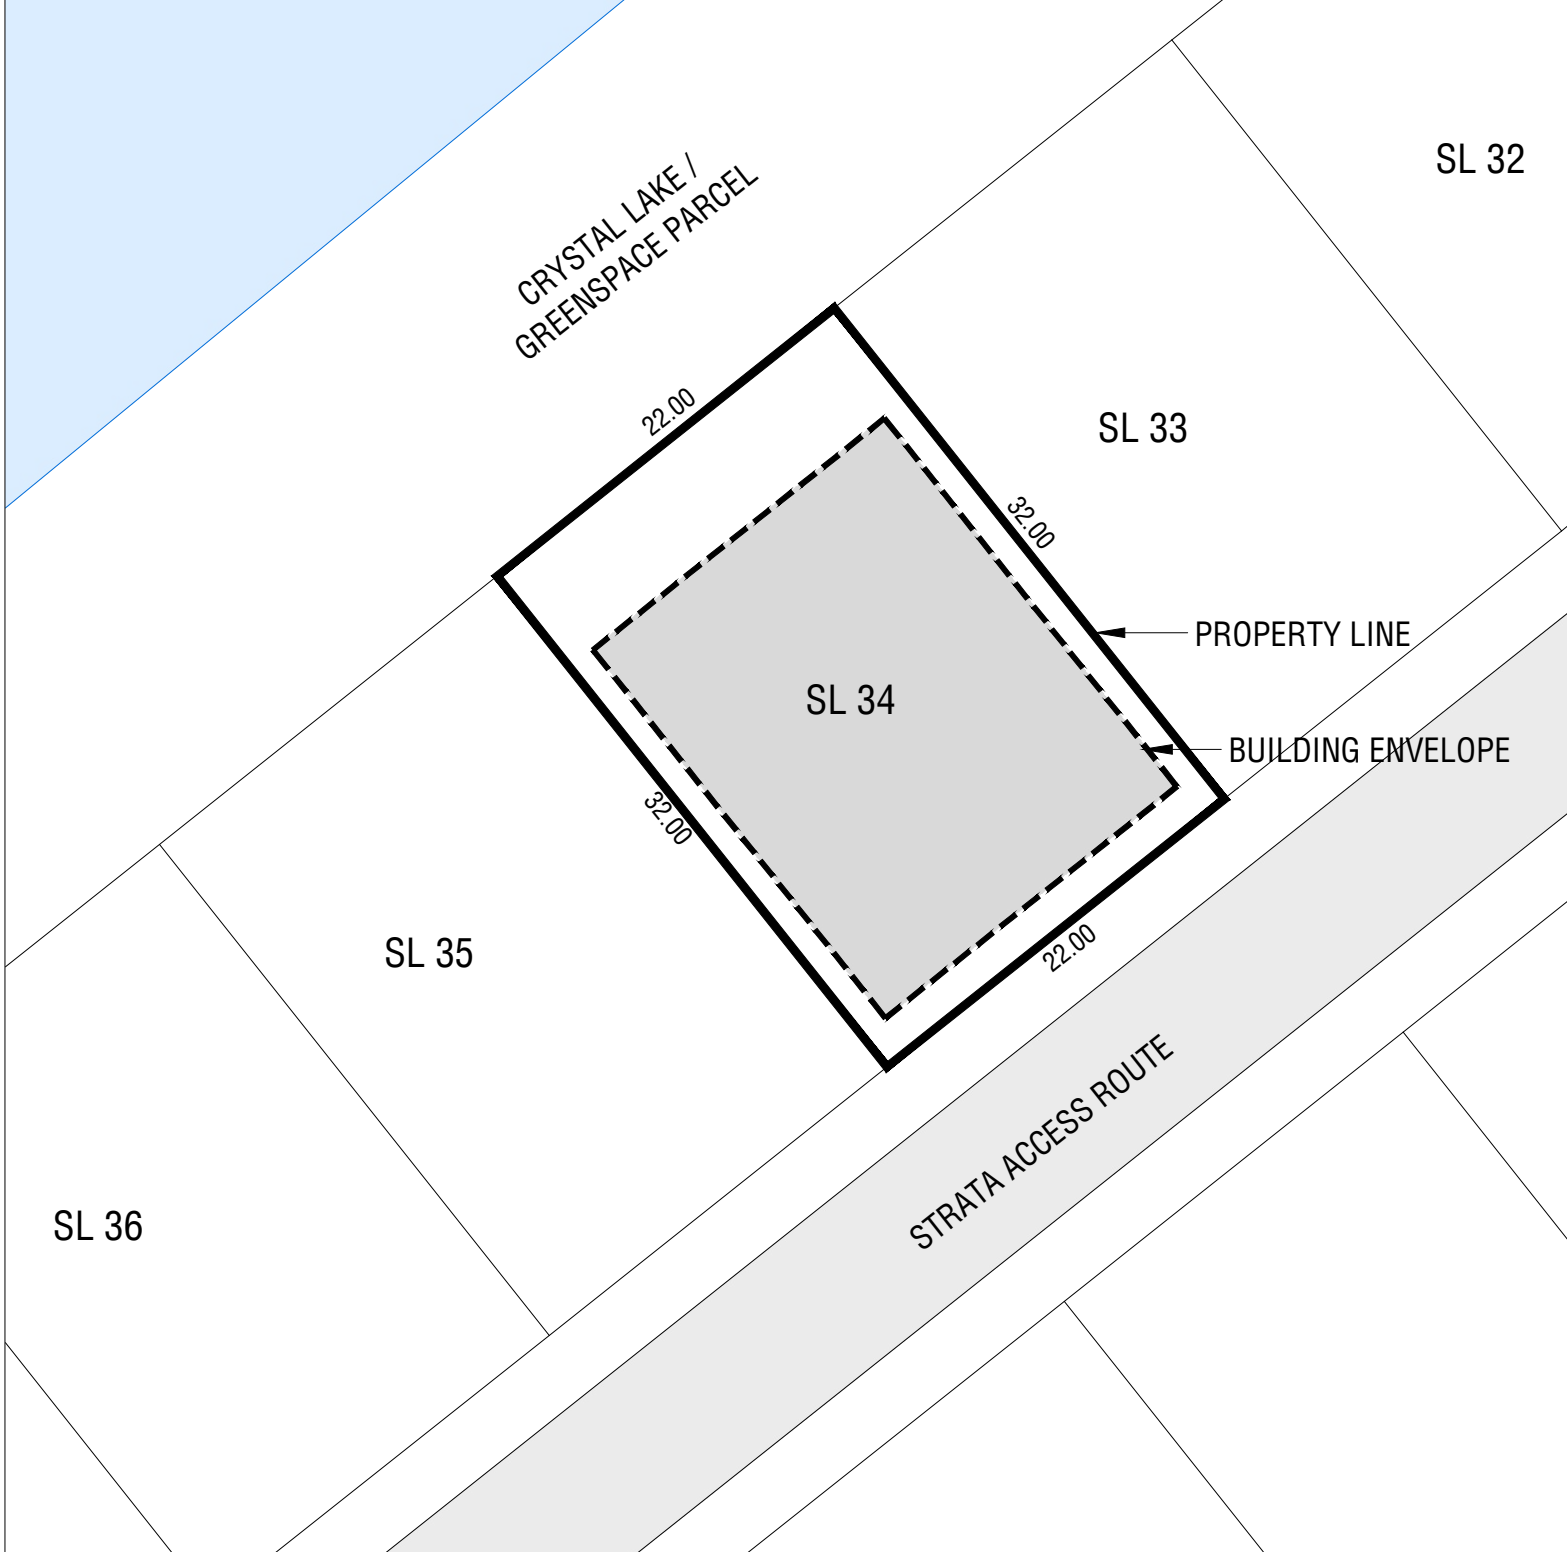 SL 32
CRYSTAL LAKE /
GREENSPACE PARCEL
22.00
SL 33
32.00
PROPERTY LINE
SL 34
BUILDING ENVELOPE
32.00
SL 35
22.00
STRATA ACCESS ROUTE
SL 36